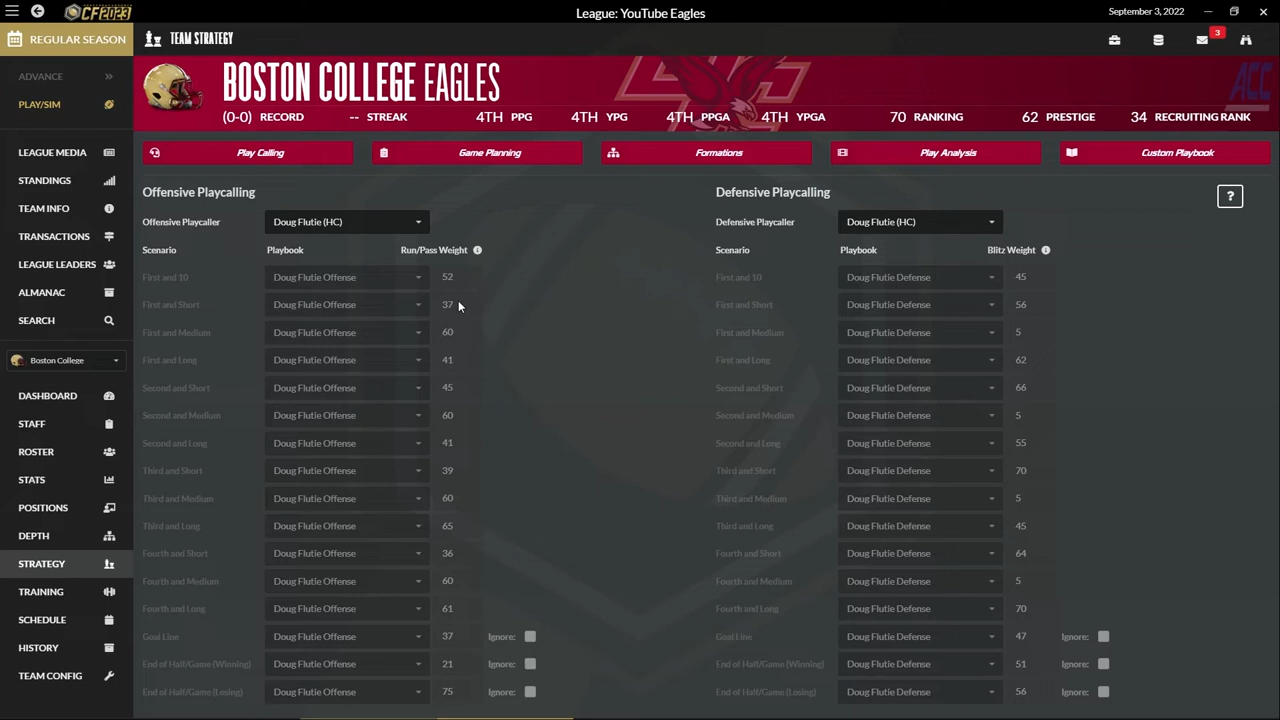 CF2023 League: YouTube Eagles September 3, 2022
REGULAR SEASON TEAM STRATEGY 3
ADVANCE
PLAY/SIM
LEAGUE MEDIA
STANDINGS
TEAM INFO
TRANSACTIONS
LEAGUE LEADERS
ALMANAC
SEARCH
Boston College
DASHBOARD
STAFF
ROSTER
STATS
POSITIONS
DEPTH
STRATEGY
TRAINING
SCHEDULE
HISTORY
TEAM CONFIG
BOSTON COLLEGE EAGLES
ACC
(0-0) RECORD -- STREAK 4TH PPG 4TH YPG 4TH PPGA 4TH YPGA 70 RANKING 62 PRESTIGE 34 RECRUITING RANK
Play Calling Game Planning Formations Play Analysis Custom Playbook
Offensive Playcalling
Offensive Playcaller Doug Flutie (HC)
Scenario Playbook Run/Pass Weight
First and 10 Doug Flutie Offense 52
First and Short Doug Flutie Offense 37
First and Medium Doug Flutie Offense 60
First and Long Doug Flutie Offense 41
Second and Short Doug Flutie Offense 45
Second and Medium Doug Flutie Offense 60
Second and Long Doug Flutie Offense 41
Third and Short Doug Flutie Offense 39
Third and Medium Doug Flutie Offense 60
Third and Long Doug Flutie Offense 65
Fourth and Short Doug Flutie Offense 36
Fourth and Medium Doug Flutie Offense 60
Fourth and Long Doug Flutie Offense 61
Goal Line Doug Flutie Offense 37 Ignore:
End of Half/Game (Winning) Doug Flutie Offense 21 Ignore:
End of Half/Game (Losing) Doug Flutie Offense 75 Ignore:
Defensive Playcalling ?
Defensive Playcaller Doug Flutie (HC)
Scenario Playbook Blitz Weight
First and 10 Doug Flutie Defense 45
First and Short Doug Flutie Defense 56
First and Medium Doug Flutie Defense 5
First and Long Doug Flutie Defense 62
Second and Short Doug Flutie Defense 66
Second and Medium Doug Flutie Defense 5
Second and Long Doug Flutie Defense 55
Third and Short Doug Flutie Defense 70
Third and Medium Doug Flutie Defense 5
Third and Long Doug Flutie Defense 45
Fourth and Short Doug Flutie Defense 64
Fourth and Medium Doug Flutie Defense 5
Fourth and Long Doug Flutie Defense 70
Goal Line Doug Flutie Defense 47 Ignore:
End of Half/Game (Winning) Doug Flutie Defense 51 Ignore:
End of Half/Game (Losing) Doug Flutie Defense 56 Ignore: